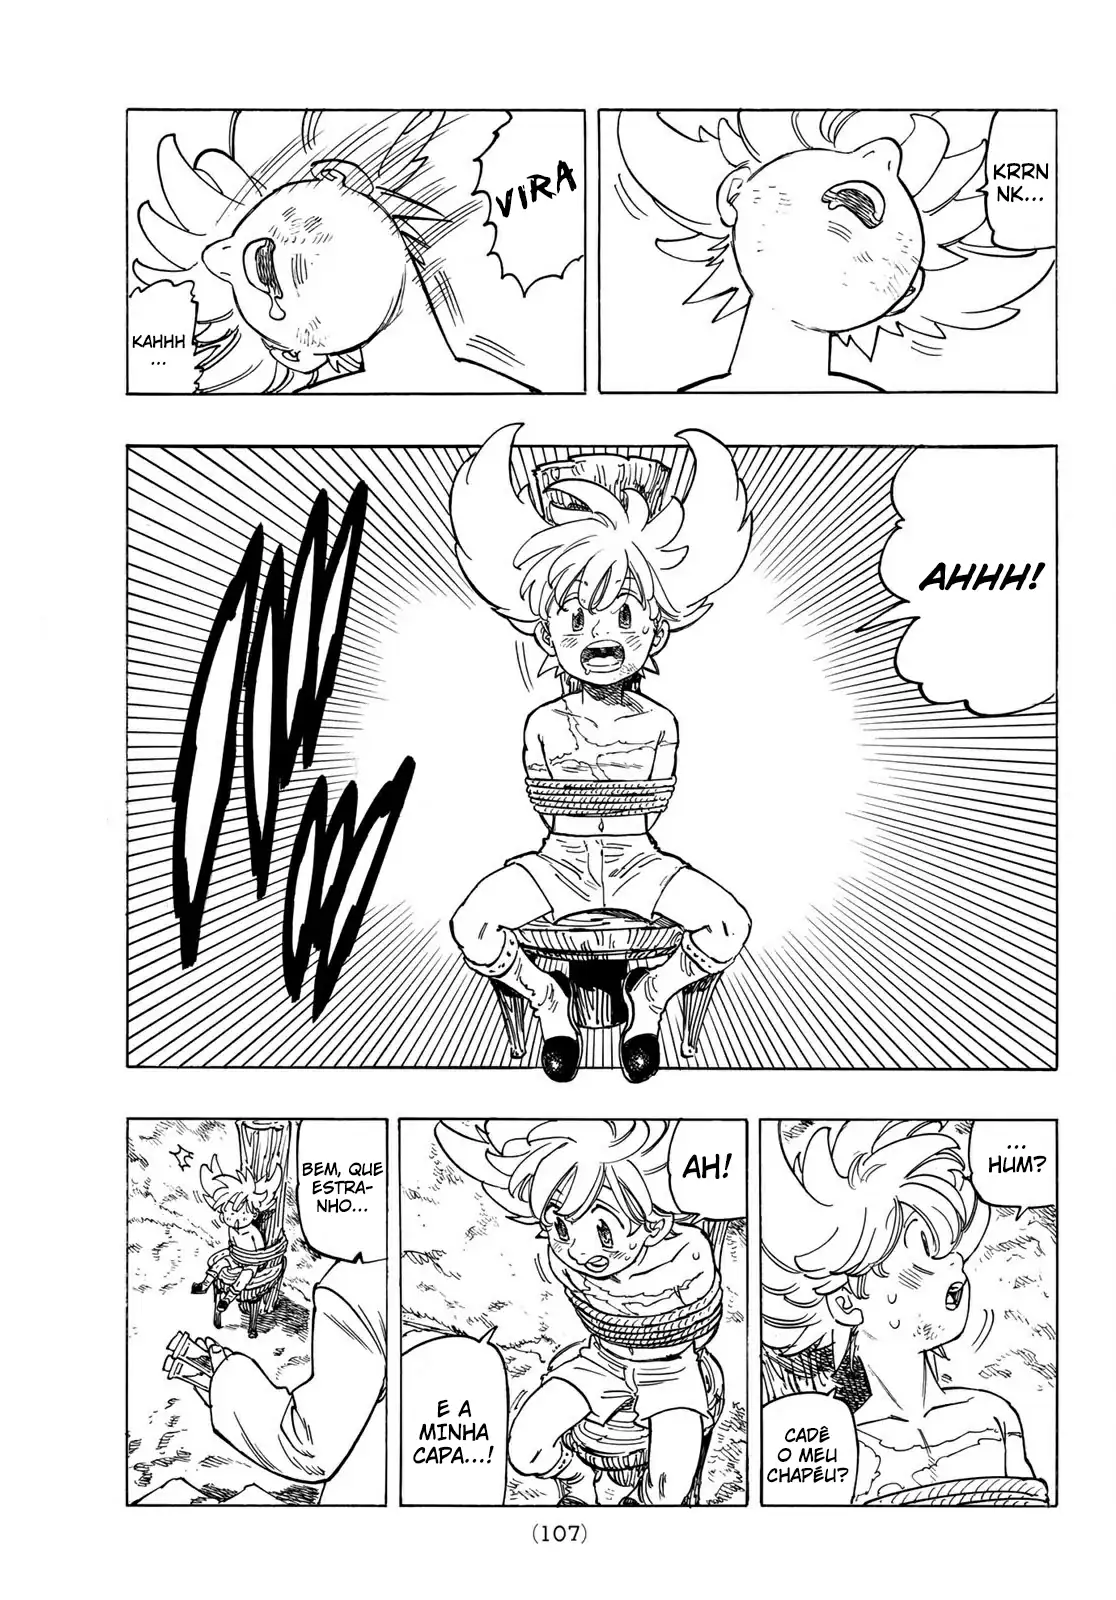 KRRN
NK...
VIRA
KAHHH
...
AHHH!
...
HUM?
CADÊ
O MEU
CHAPÉU?
AH!
E A
MINHA
CAPA...!
BEM, QUE
ESTRA-
NHO...
(107)